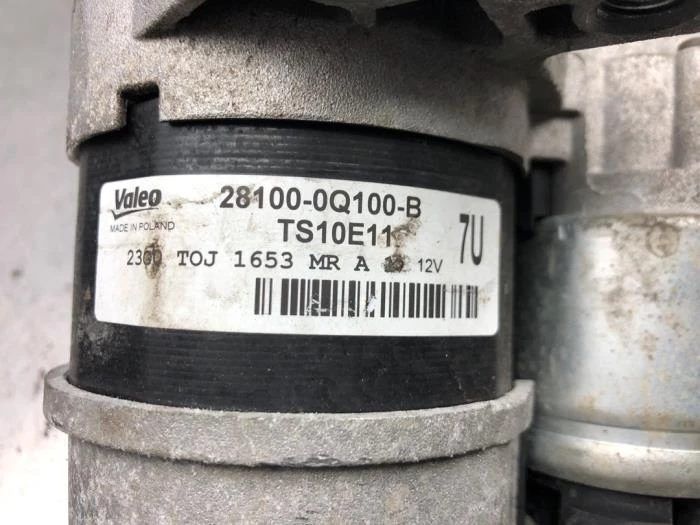 Valeo
MADE IN POLAND
28100-0Q100-B
TS10E11
7U
TOJ 1653 MR A 12V